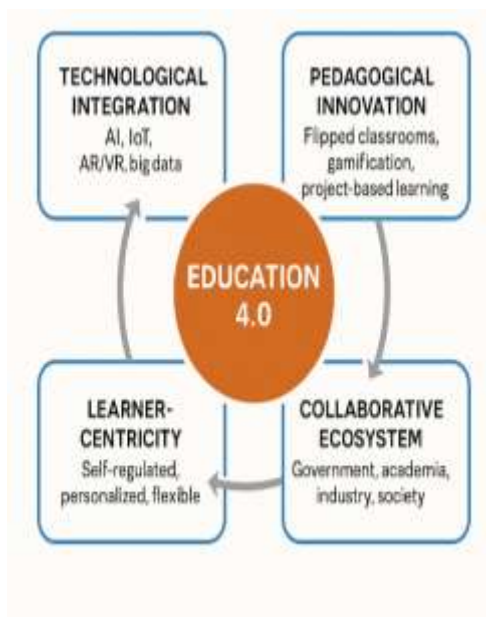 TECHNOLOGICAL
INTEGRATION
AI, IoT,
AR/VR, big data
PEDAGOGICAL
INNOVATION
Flipped classrooms,
gamification,
project-based learning
EDUCATION
4.0
LEARNER-
CENTRICITY
Self-regulated,
personalized, flexible
COLLABORATIVE
ECOSYSTEM
Government, academia,
industry, society